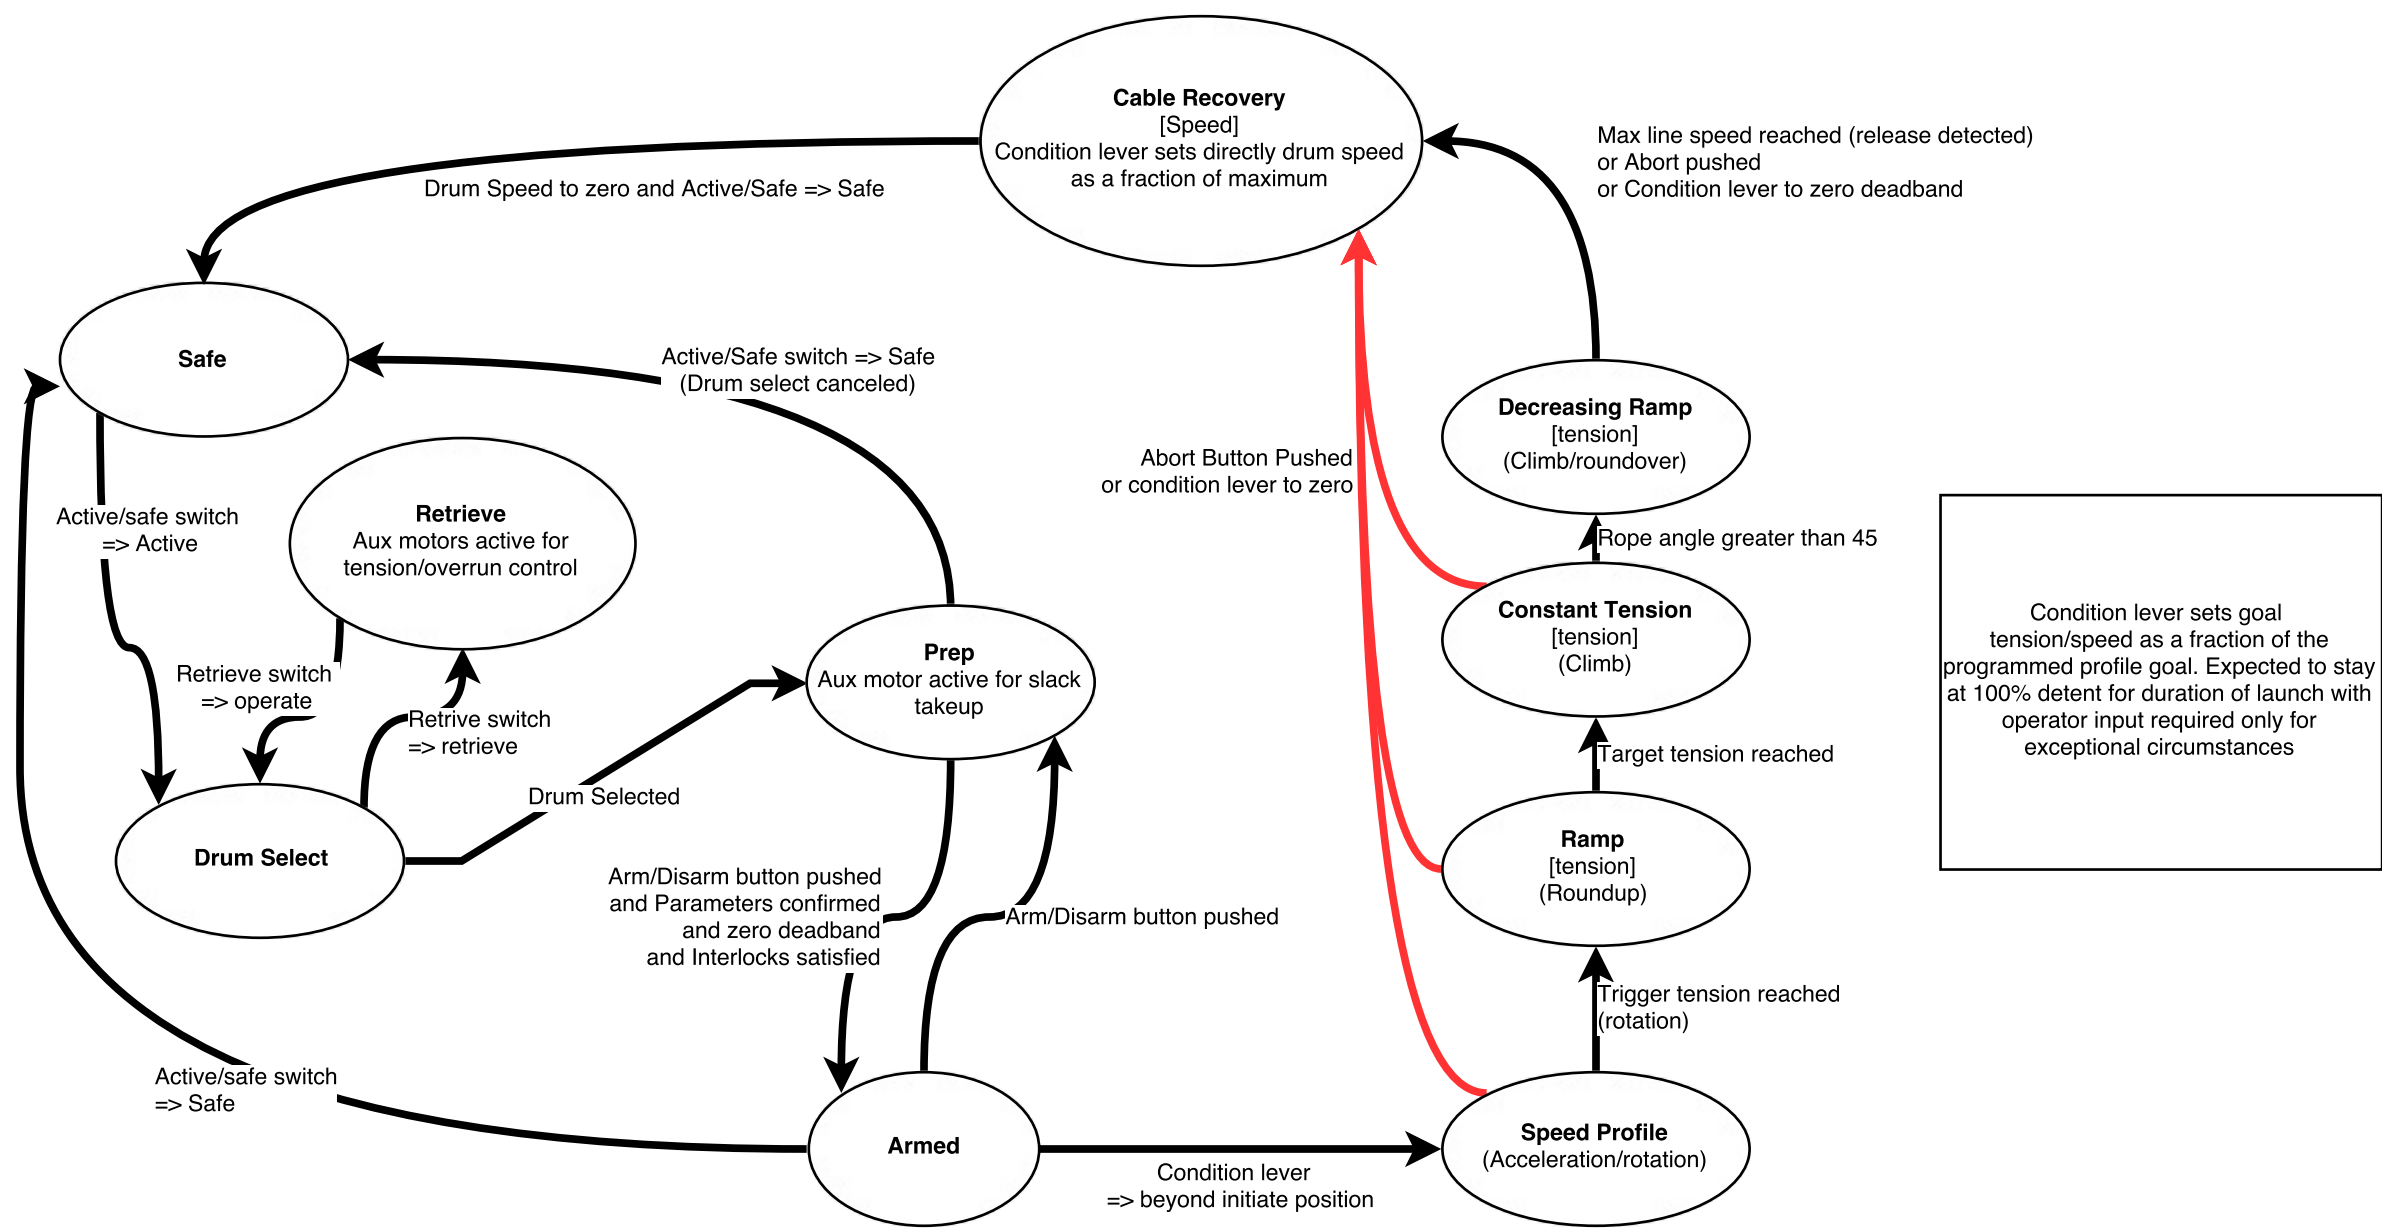 Cable Recovery
[Speed]
Condition lever sets directly drum speed
as a fraction of maximum
Max line speed reached (release detected)
or Abort pushed
or Condition lever to zero deadband
Drum Speed to zero and Active/Safe => Safe
Safe
Active/Safe switch => Safe
(Drum select canceled)
Decreasing Ramp
[tension]
(Climb/roundover)
Abort Button Pushed
or condition lever to zero
Active/safe switch
=> Active
Retrieve
Aux motors active for
tension/overrun control
Rope angle greater than 45
Constant Tension
[tension]
(Climb)
Condition lever sets goal
tension/speed as a fraction of the
programmed profile goal. Expected to stay
at 100% detent for duration of launch with
operator input required only for
exceptional circumstances
Retrieve switch
=> operate
Retrive switch
=> retrieve
Prep
Aux motor active for slack
takeup
Target tension reached
Drum Selected
Drum Select
Ramp
[tension]
(Roundup)
Arm/Disarm button pushed
and Parameters confirmed
and zero deadband
and Interlocks satisfied
Arm/Disarm button pushed
Trigger tension reached
(rotation)
Active/safe switch
=> Safe
Armed
Condition lever
=> beyond initiate position
Speed Profile
(Acceleration/rotation)